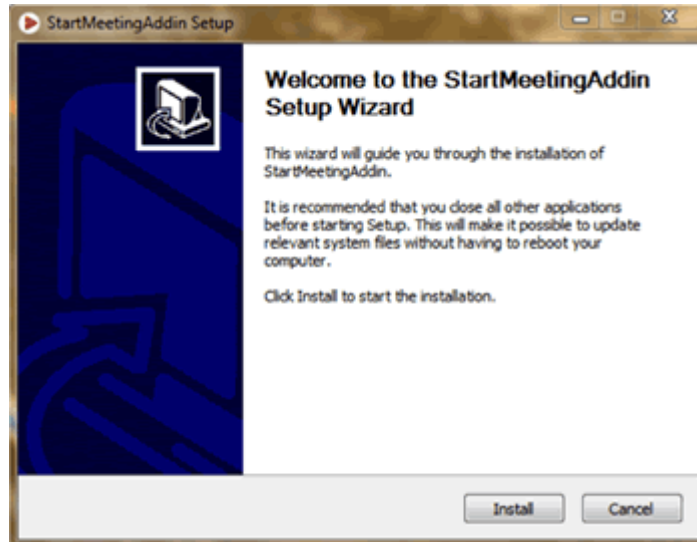 StartMeetingAddin Setup
Welcome to the StartMeetingAddin
Setup Wizard
This wizard will guide you through the installation of
StartMeetingAddin.
It is recommended that you close all other applications
before starting Setup. This will make it possible to update
relevant system files without having to reboot your
computer.
Click Install to start the installation.
Install
Cancel